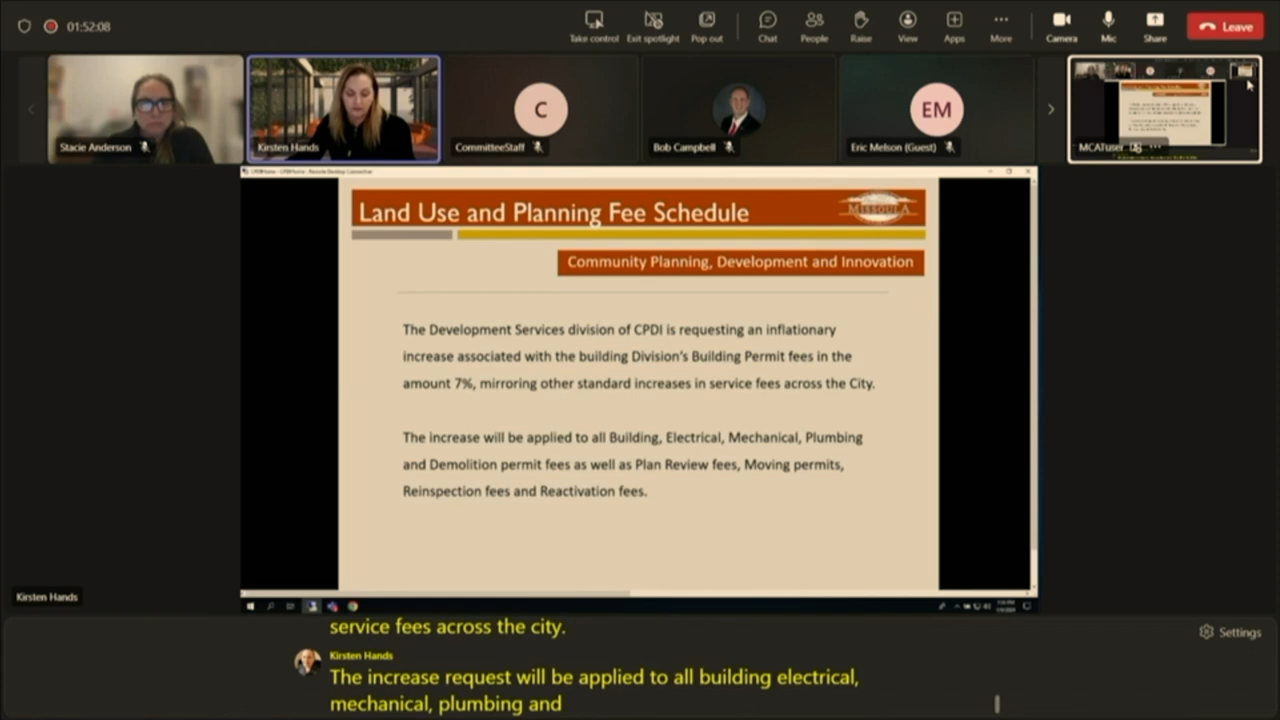 01:52:08
Take control
Exit spotlight
Pop out
Chat
People
Raise
View
Apps
More
Camera
Mic
Share
Leave
Stacie Anderson
Kirsten Hands
C
CommitteeStaff
Bob Campbell
EM
Eric Melson (Guest)
MCATuser
Land Use and Planning Fee Schedule
MISSOULA
Community Planning, Development and Innovation
The Development Services division of CPDI is requesting an inflationary
increase associated with the building Division's Building Permit fees in the
amount 7%, mirroring other standard increases in service fees across the City.
The increase will be applied to all Building, Electrical, Mechanical, Plumbing
and Demolition permit fees as well as Plan Review fees, Moving permits,
Reinspection fees and Reactivation fees.
Kirsten Hands
service fees across the city.
Settings
Kirsten Hands
The increase request will be applied to all building electrical,
mechanical, plumbing and